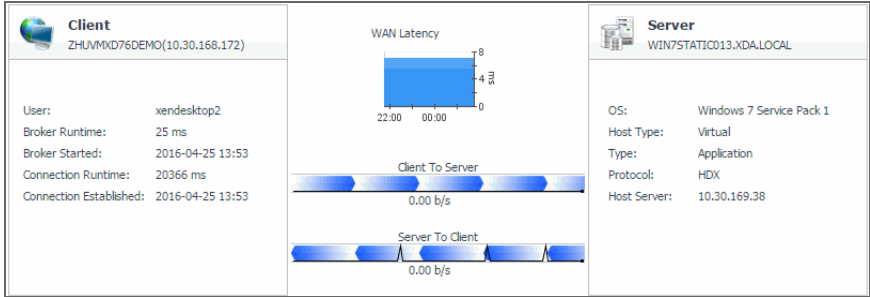 Client
ZHUVMXD76DEMO(10.30.168.172)
User: xendesktop2
Broker Runtime: 25 ms
Broker Started: 2016-04-25 13:53
Connection Runtime: 20366 ms
Connection Established: 2016-04-25 13:53
WAN Latency
8
4
0
ms
22:00 00:00
Client To Server
0.00 b/s
Server To Client
0.00 b/s
Server
WIN7STATIC013.XDA.LOCAL
OS: Windows 7 Service Pack 1
Host Type: Virtual
Type: Application
Protocol: HDX
Host Server: 10.30.169.38